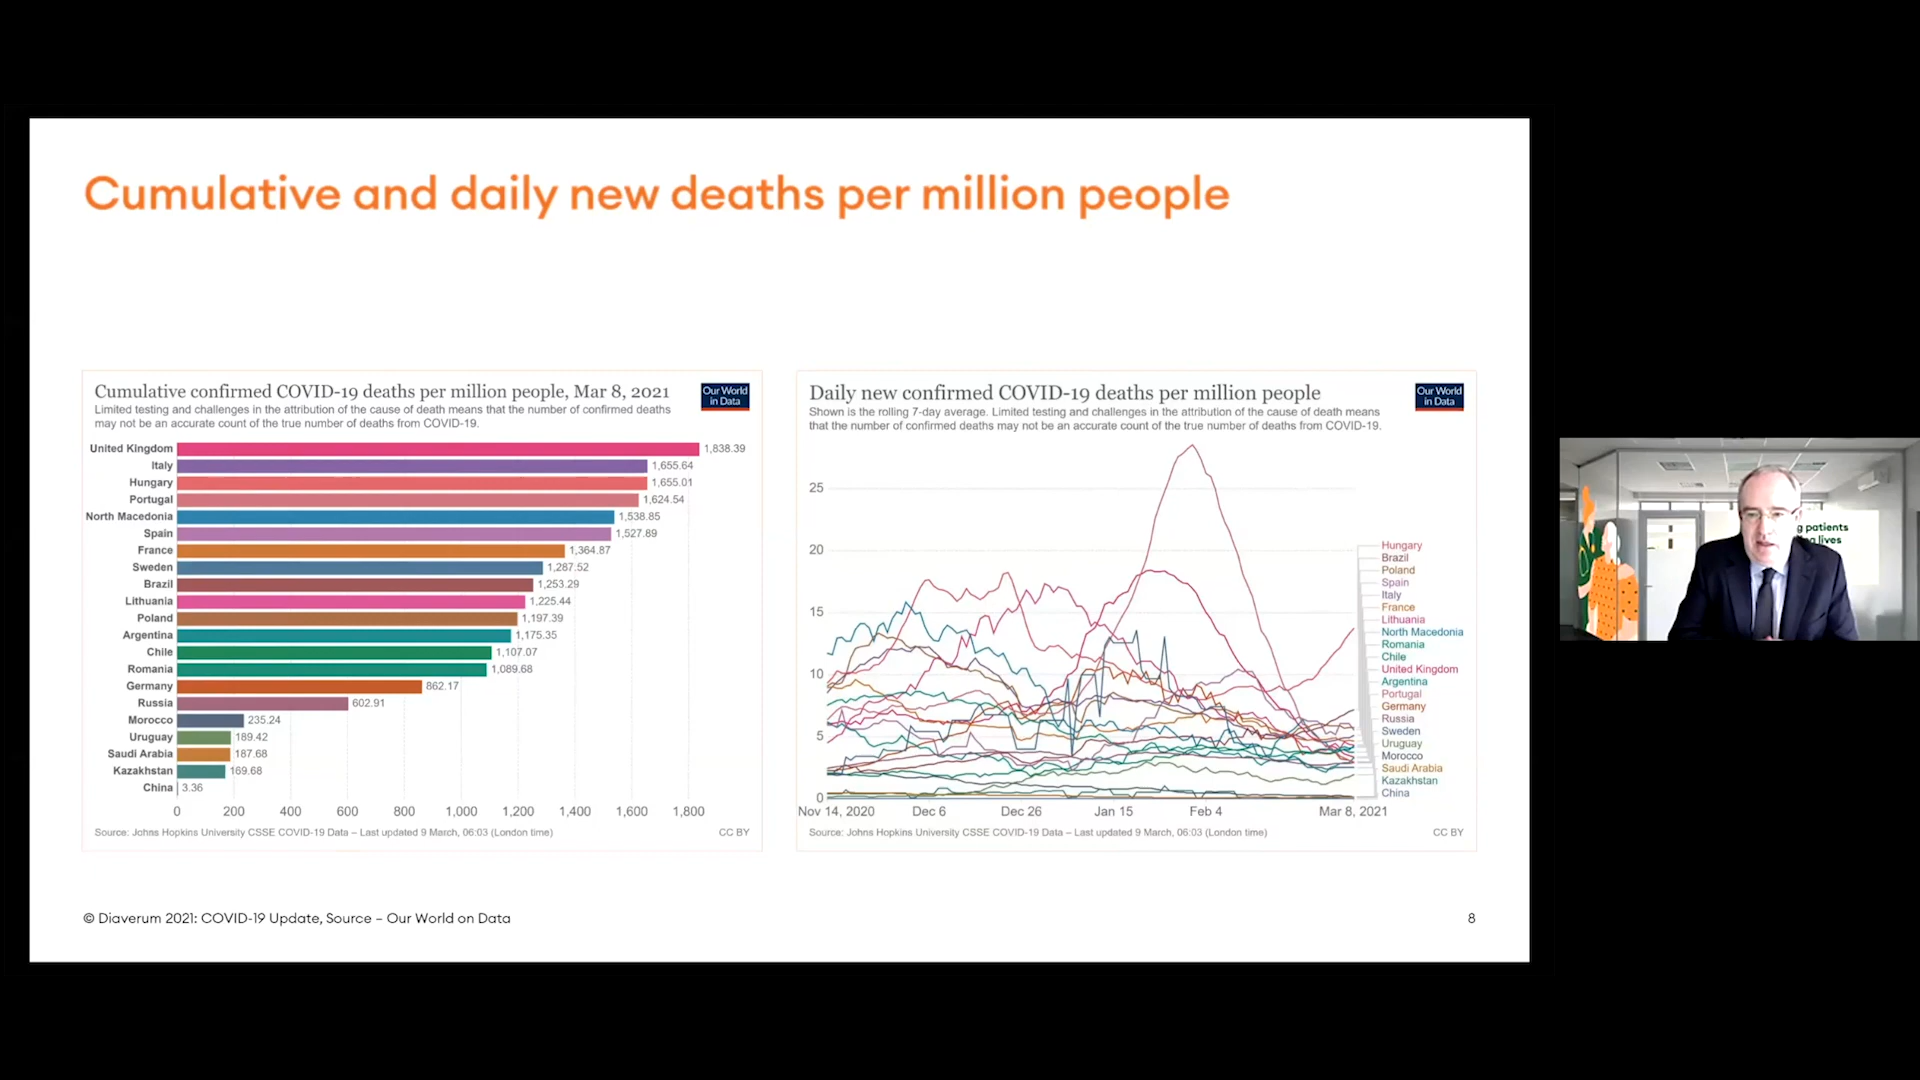 Cumulative and daily new deaths per million people
Cumulative confirmed COVID-19 deaths per million people, Mar 8, 2021
Our World
in Data
Limited testing and challenges in the attribution of the cause of death means that the number of confirmed deaths
may not be an accurate count of the true number of deaths from COVID-19.
United Kingdom 1,838.39
Italy 1,655.64
Hungary 1,655.01
Portugal 1,624.54
North Macedonia 1,538.85
Spain 1,527.89
France 1,364.87
Sweden 1,287.52
Brazil 1,253.29
Lithuania 1,225.44
Poland 1,197.39
Argentina 1,175.35
Chile 1,107.07
Romania 1,089.68
Germany 862.17
Russia 602.91
Morocco 235.24
Uruguay 189.42
Saudi Arabia 187.68
Kazakhstan 169.68
China 3.36
0 200 400 600 800 1,000 1,200 1,400 1,600 1,800
Source: Johns Hopkins University CSSE COVID-19 Data – Last updated 9 March, 06:03 (London time) CC BY
Daily new confirmed COVID-19 deaths per million people
Our World
in Data
Shown is the rolling 7-day average. Limited testing and challenges in the attribution of the cause of death means
that the number of confirmed deaths may not be an accurate count of the true number of deaths from COVID-19.
25
20
15
10
5
0
Hungary
Brazil
Poland
Spain
Italy
France
Lithuania
North Macedonia
Romania
Chile
United Kingdom
Argentina
Portugal
Germany
Russia
Sweden
Uruguay
Morocco
Saudi Arabia
Kazakhstan
China
Nov 14, 2020 Dec 6 Dec 26 Jan 15 Feb 4 Mar 8, 2021
Source: Johns Hopkins University CSSE COVID-19 Data – Last updated 9 March, 06:03 (London time) CC BY
© Diaverum 2021: COVID-19 Update, Source – Our World on Data
8
g patients
lives